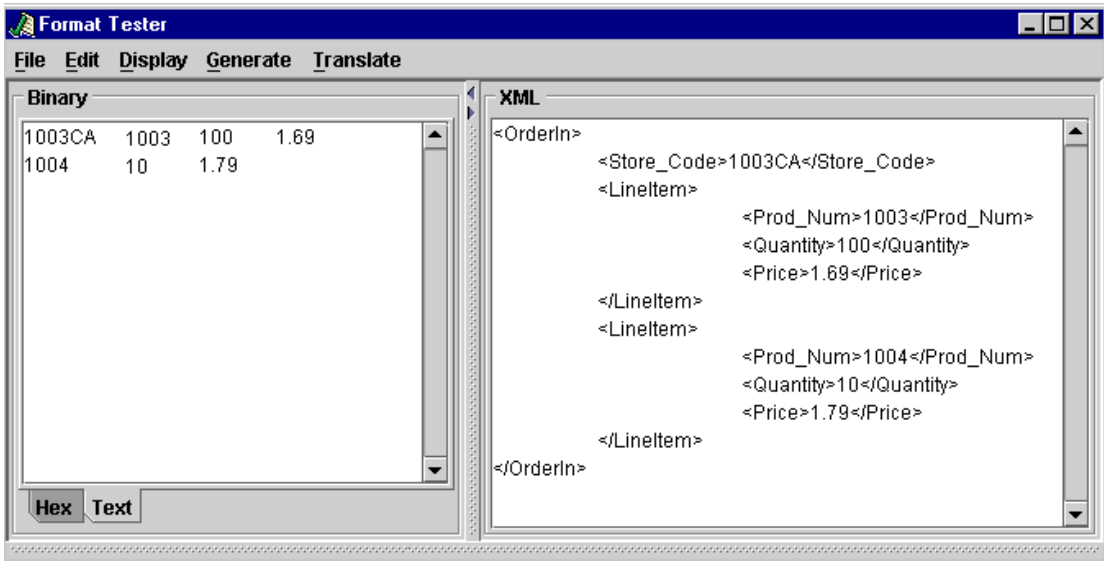 Format Tester
File Edit Display Generate Translate
Binary
1003CA 1003 100 1.69
1004 10 1.79
Hex Text
XML
<OrderIn>
<Store_Code>1003CA</Store_Code>
<LineItem>
<Prod_Num>1003</Prod_Num>
<Quantity>100</Quantity>
<Price>1.69</Price>
</LineItem>
<LineItem>
<Prod_Num>1004</Prod_Num>
<Quantity>10</Quantity>
<Price>1.79</Price>
</LineItem>
</OrderIn>